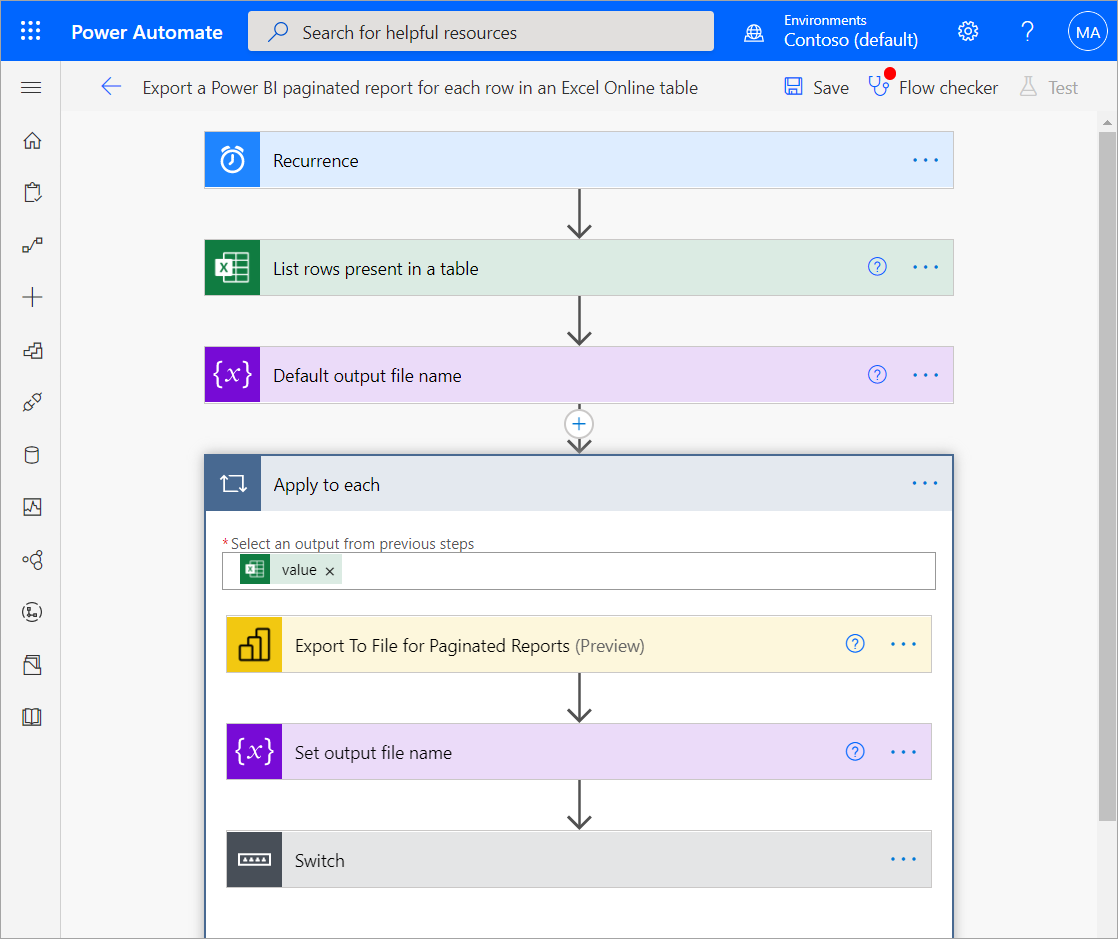 Power Automate
Search for helpful resources
Environments
Contoso (default)
?
MA
Export a Power BI paginated report for each row in an Excel Online table
Save
Flow checker
Test
Recurrence
List rows present in a table
?
{x}
Default output file name
?
Apply to each
*Select an output from previous steps
value ×
Export To File for Paginated Reports (Preview)
?
{x}
Set output file name
?
Switch